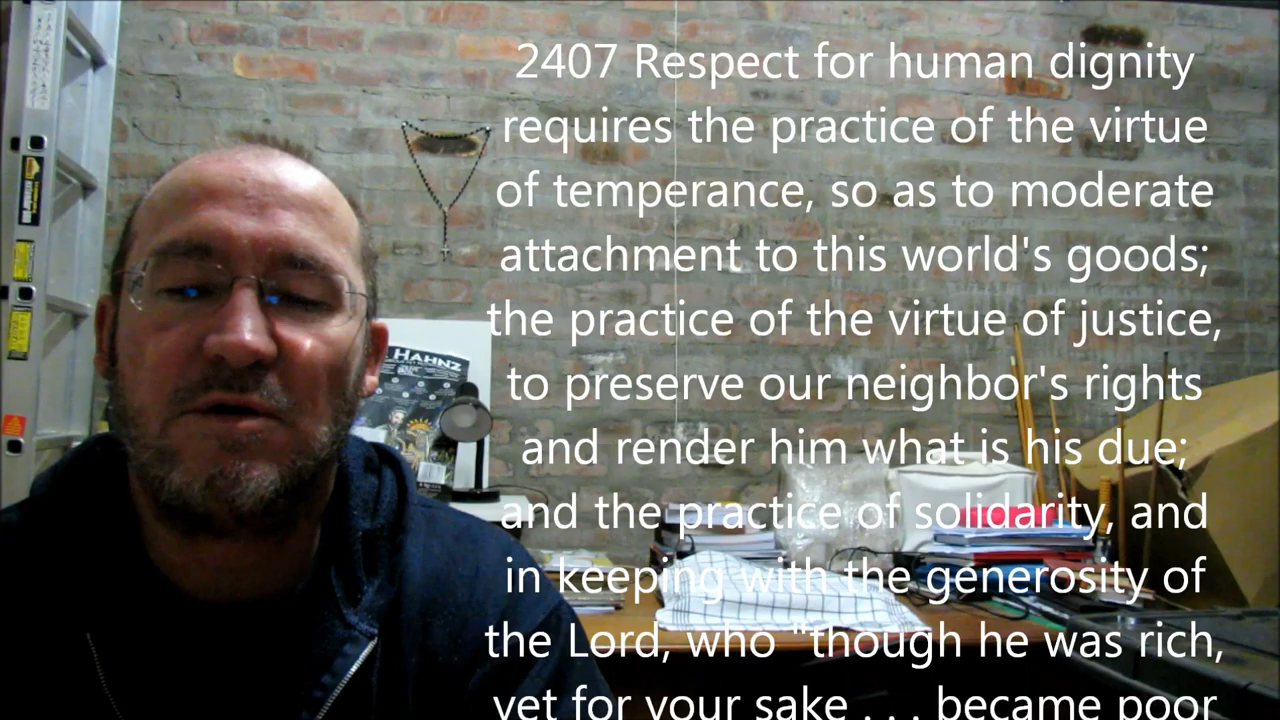 2407 Respect for human dignity
requires the practice of the virtue
of temperance, so as to moderate
attachment to this world's goods;
the practice of the virtue of justice,
to preserve our neighbor's rights
and render him what is his due;
and the practice of solidarity, and
in keeping with the generosity of
the Lord, who "though he was rich,
yet for your sake . . . became poor
HAHNZ